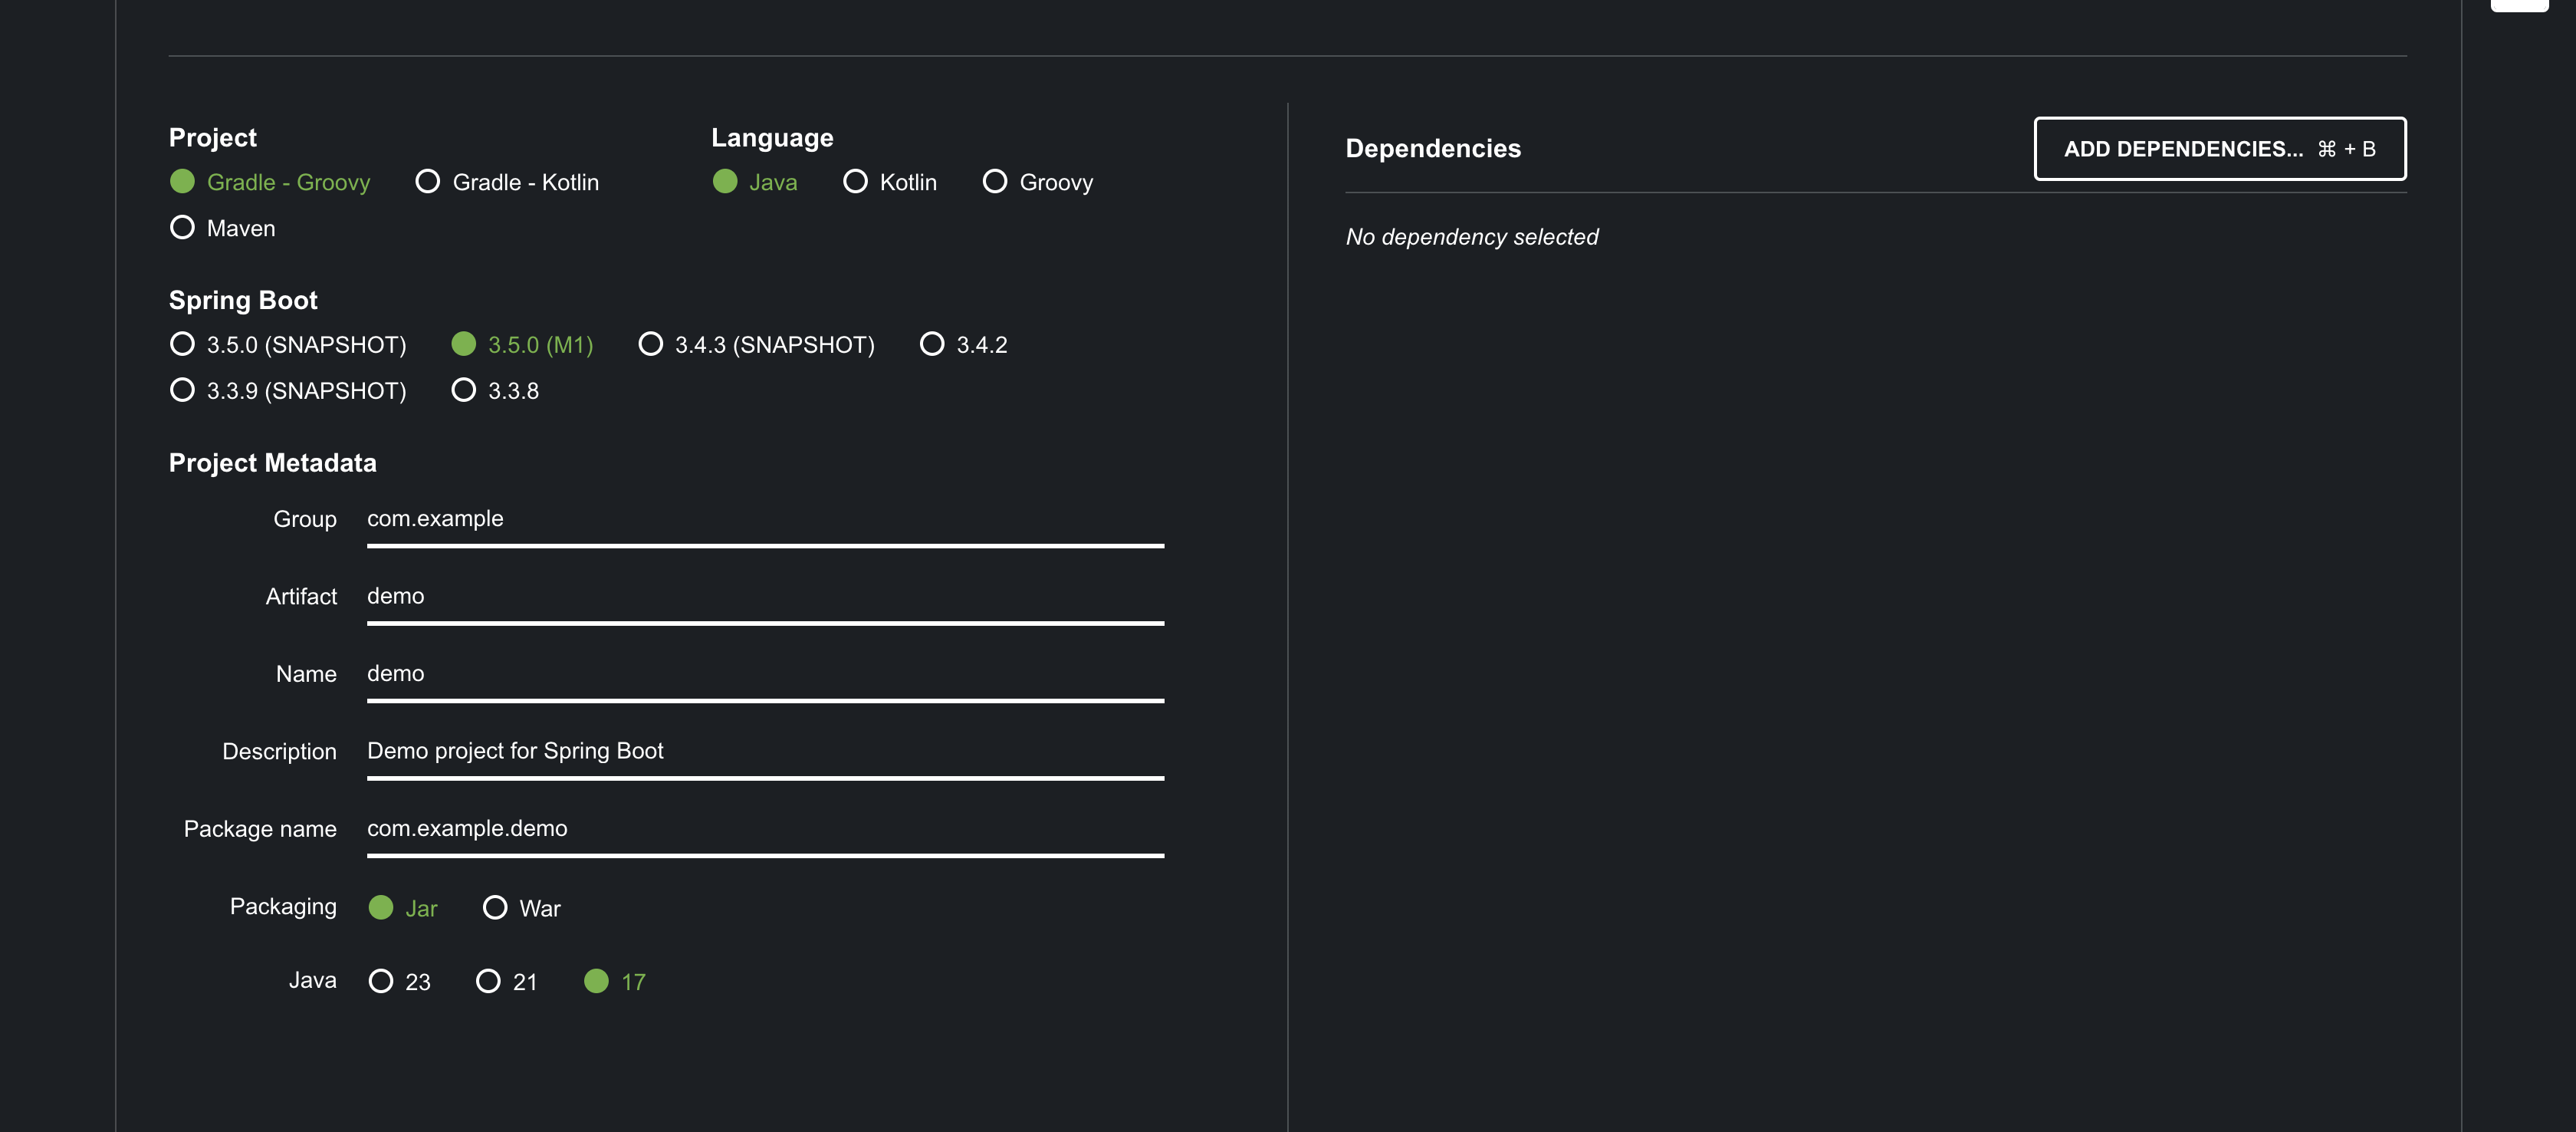 Project
Gradle - Groovy Gradle - Kotlin
Maven
Language
Java Kotlin Groovy
Spring Boot
3.5.0 (SNAPSHOT) 3.5.0 (M1) 3.4.3 (SNAPSHOT) 3.4.2
3.3.9 (SNAPSHOT) 3.3.8
Project Metadata
Group com.example
Artifact demo
Name demo
Description Demo project for Spring Boot
Package name com.example.demo
Packaging Jar War
Java 23 21 17
Dependencies
ADD DEPENDENCIES... ⌘ + B
No dependency selected